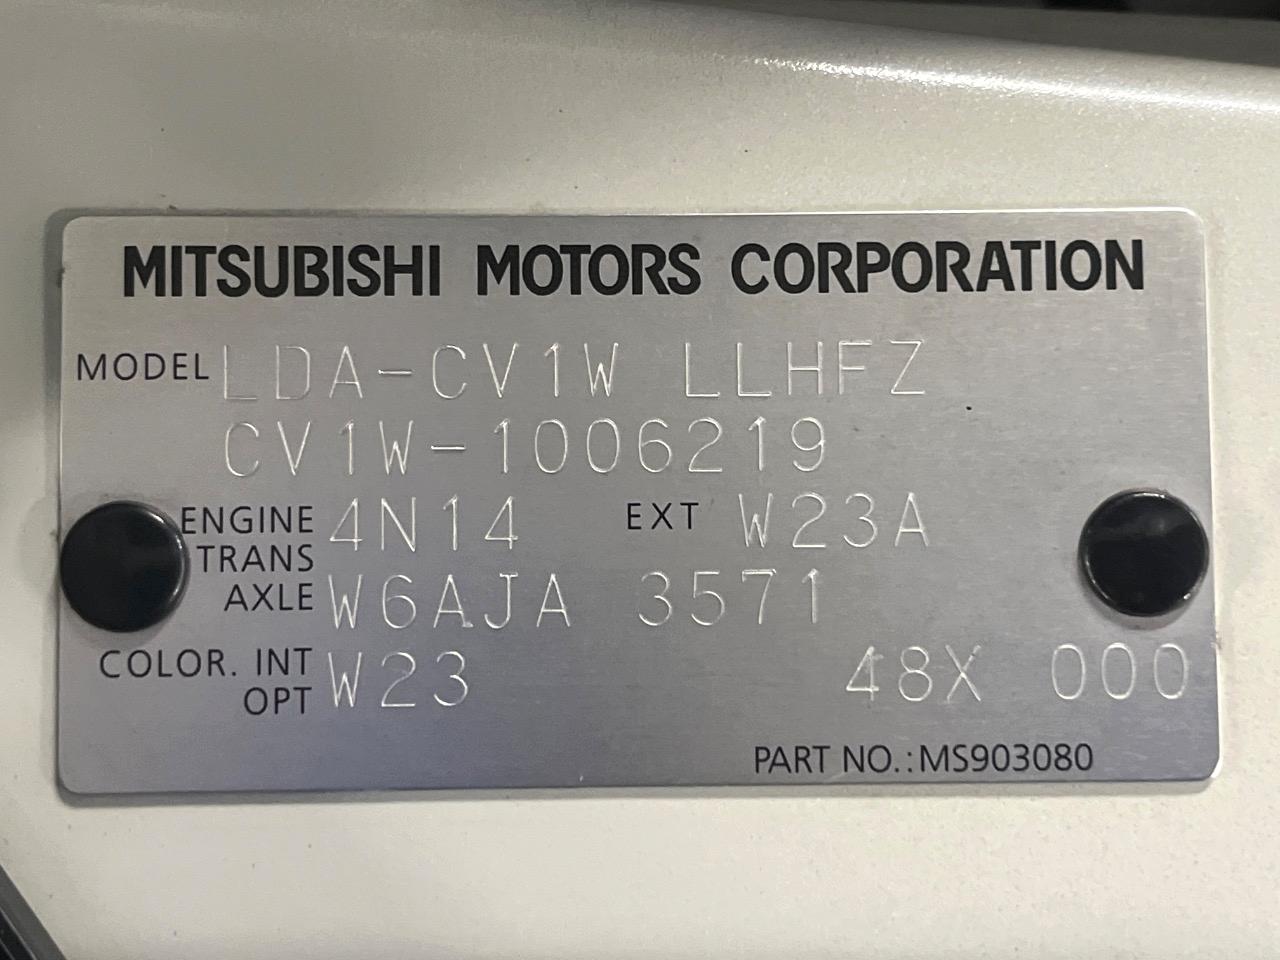 MITSUBISHI MOTORS CORPORATION
MODEL LDA-CV1W LLHFZ
CV1W-1006219
ENGINE 4N14 EXT W23A
TRANS
AXLE W6AJA 3571
COLOR. INT W23 48X 000
OPT
PART NO.:MS903080